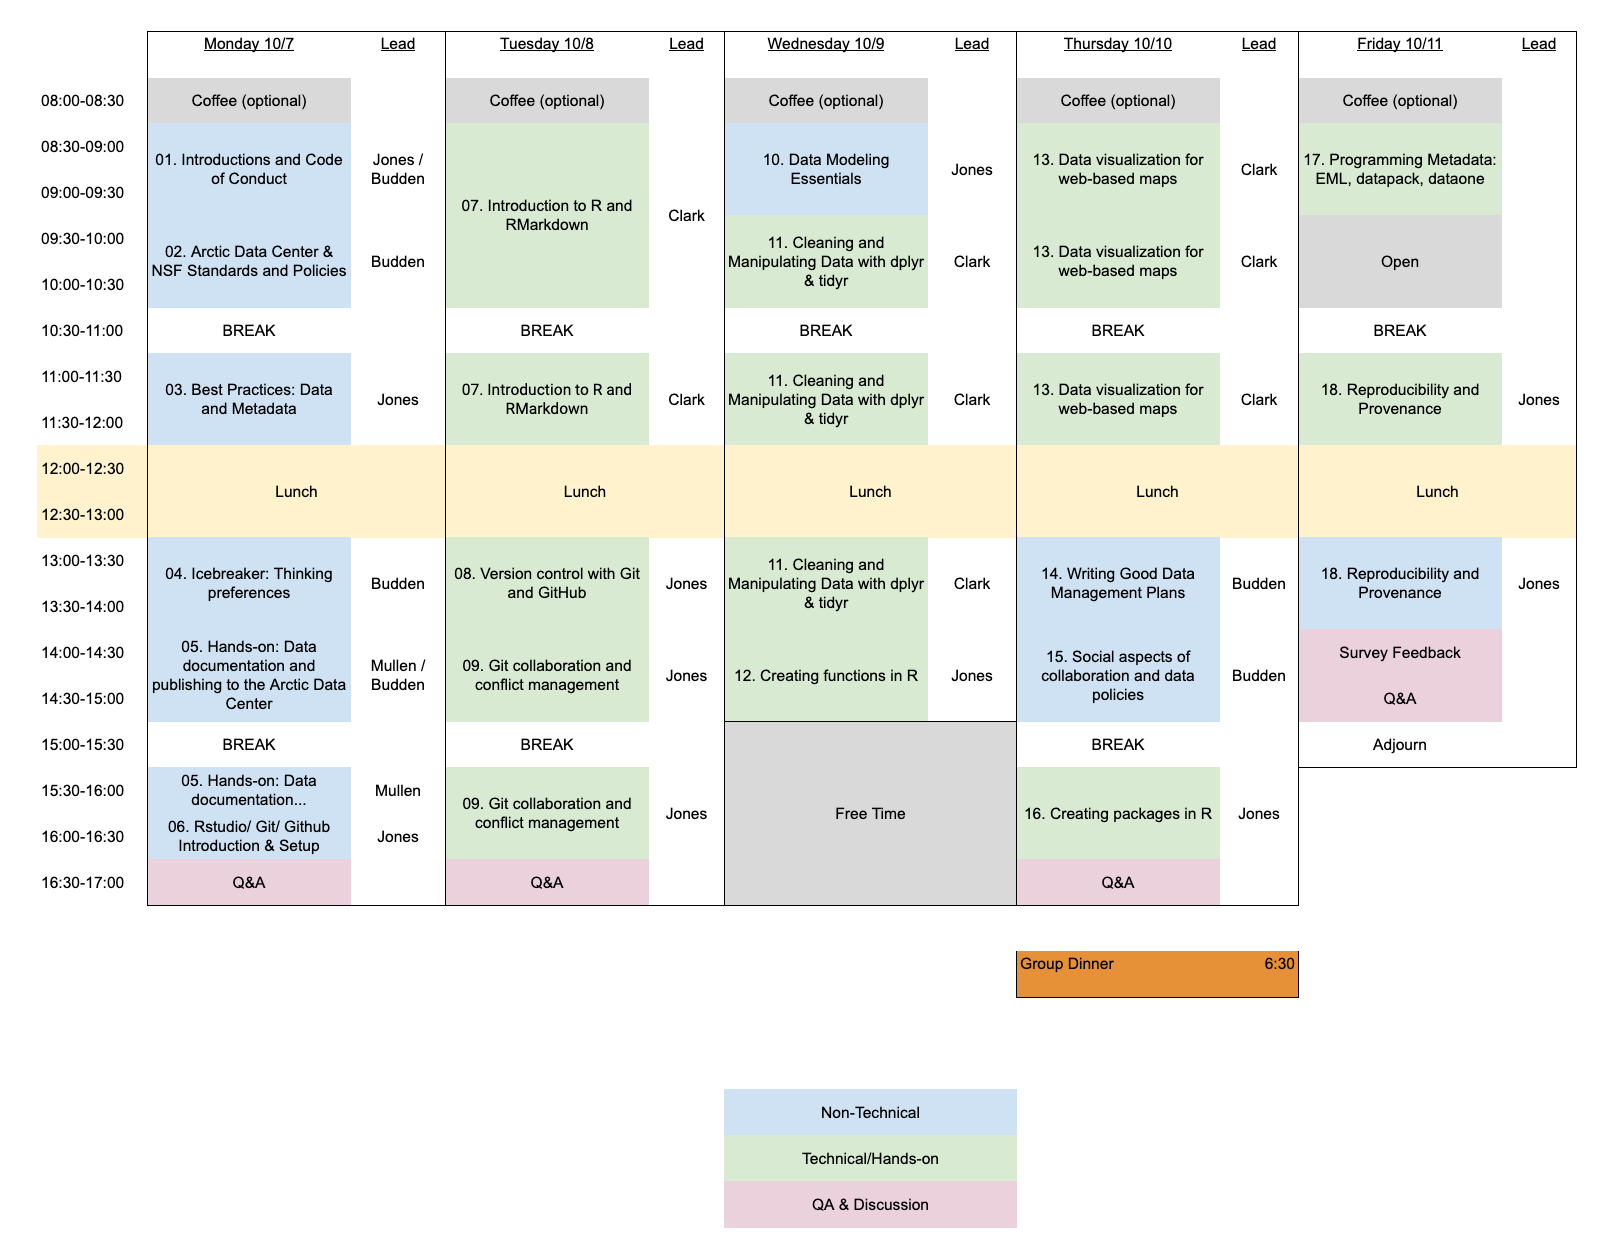 Monday 10/7 Lead Tuesday 10/8 Lead Wednesday 10/9 Lead Thursday 10/10 Lead Friday 10/11 Lead
08:00-08:30 Coffee (optional) Coffee (optional) Coffee (optional) Coffee (optional) Coffee (optional)
08:30-09:00
09:00-09:30
01. Introductions and Code
of Conduct
Jones /
Budden
07. Introduction to R and
RMarkdown
Clark
10. Data Modeling
Essentials
Jones
13. Data visualization for
web-based maps
Clark
17. Programming Metadata:
EML, datapack, dataone
09:30-10:00
10:00-10:30
02. Arctic Data Center &
NSF Standards and Policies
Budden
11. Cleaning and
Manipulating Data with dplyr
& tidyr
Clark
13. Data visualization for
web-based maps
Clark
Open
10:30-11:00 BREAK BREAK BREAK BREAK BREAK
11:00-11:30
11:30-12:00
03. Best Practices: Data
and Metadata
Jones
07. Introduction to R and
RMarkdown
Clark
11. Cleaning and
Manipulating Data with dplyr
& tidyr
Clark
13. Data visualization for
web-based maps
Clark
18. Reproducibility and
Provenance
Jones
12:00-12:30
12:30-13:00
Lunch Lunch Lunch Lunch Lunch
13:00-13:30
13:30-14:00
04. Icebreaker: Thinking
preferences
Budden
08. Version control with Git
and GitHub
Jones
11. Cleaning and
Manipulating Data with dplyr
& tidyr
Clark
14. Writing Good Data
Management Plans
Budden
18. Reproducibility and
Provenance
Jones
14:00-14:30
14:30-15:00
05. Hands-on: Data
documentation and
publishing to the Arctic Data
Center
Mullen /
Budden
09. Git collaboration and
conflict management
Jones
12. Creating functions in R
Jones
15. Social aspects of
collaboration and data
policies
Budden
Survey Feedback
Q&A
15:00-15:30 BREAK BREAK BREAK Adjourn
15:30-16:00
16:00-16:30
05. Hands-on: Data
documentation...
Mullen
06. Rstudio/ Git/ Github
Introduction & Setup
Jones
09. Git collaboration and
conflict management
Jones
Free Time
16. Creating packages in R
Jones
16:30-17:00 Q&A Q&A Q&A
Group Dinner 6:30
Non-Technical
Technical/Hands-on
QA & Discussion